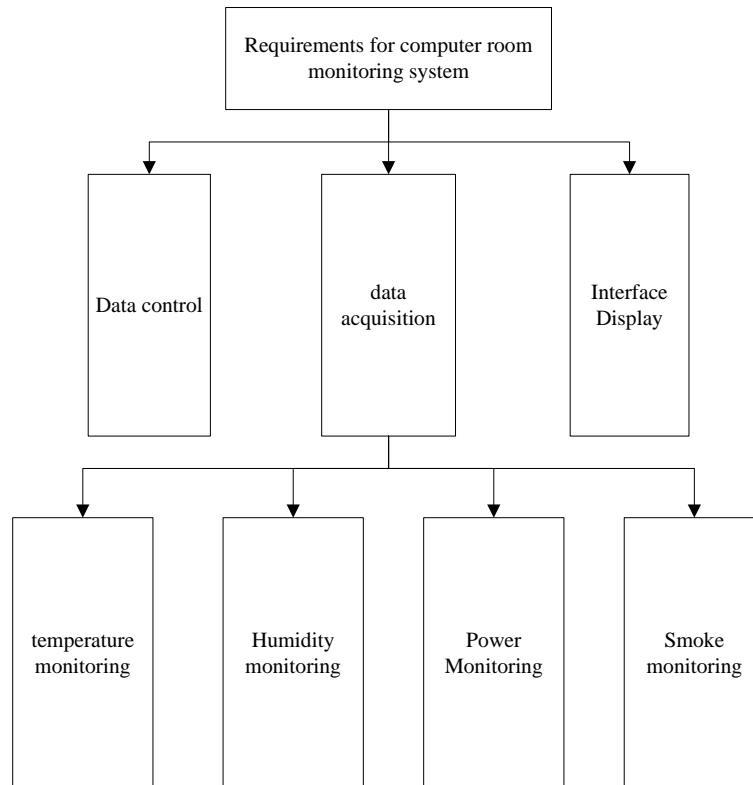 Requirements for computer room
monitoring system
Data control
data
acquisition
Interface
Display
temperature
monitoring
Humidity
monitoring
Power
Monitoring
Smoke
monitoring